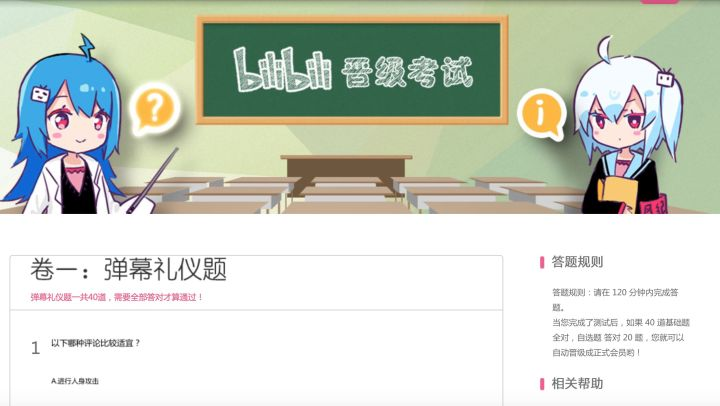 bilibili 晋级考试
?
i
卷一：弹幕礼仪题
弹幕礼仪题一共40道，需要全部答对才算通过！
1 以下哪种评论比较适宜？
A.进行人身攻击
答题规则
答题规则：请在 120 分钟内完成答
题。
当您完成了测试后，如果 40 道基础题
全对，自选题 答对 20 题，您就可以
自动晋级成正式会员哟！
相关帮助